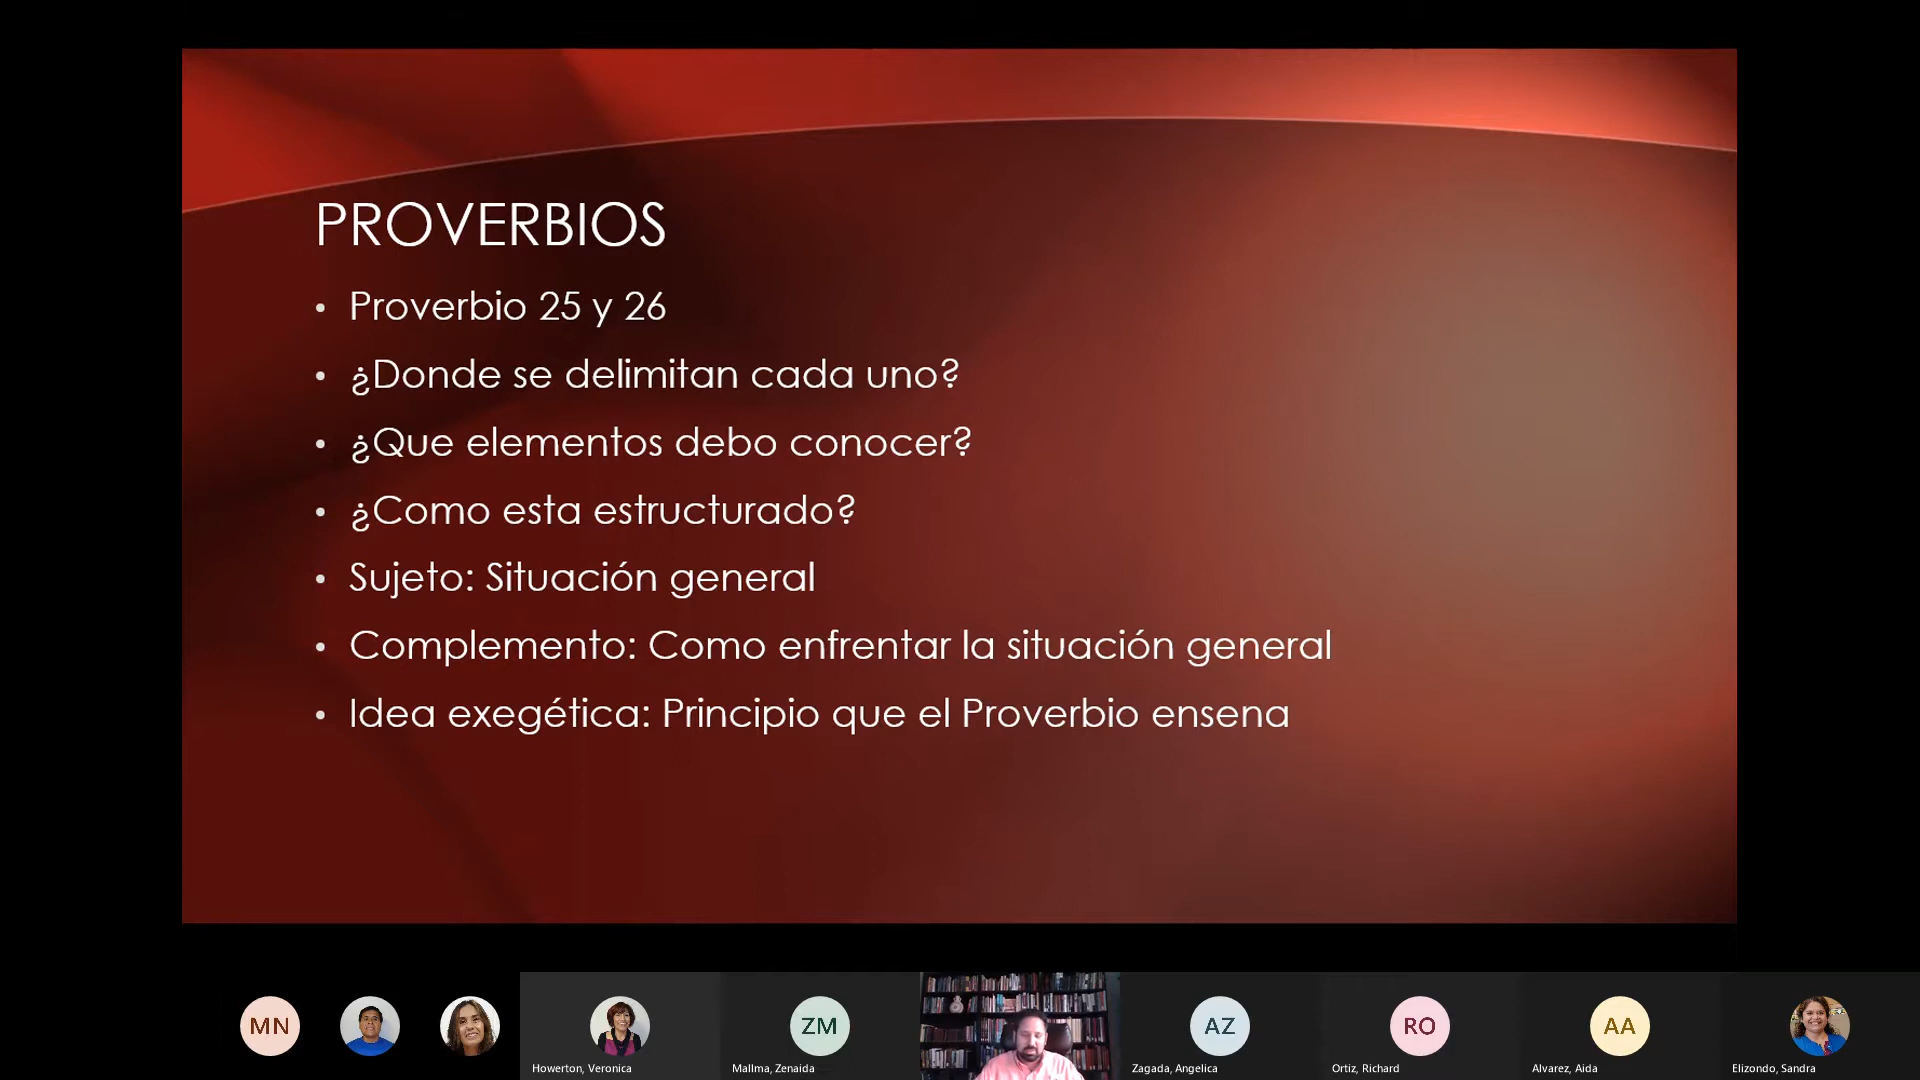 PROVERBIOS
• Proverbio 25 y 26
• ¿Donde se delimitan cada uno?
• ¿Que elementos debo conocer?
• ¿Como esta estructurado?
• Sujeto: Situación general
• Complemento: Como enfrentar la situación general
• Idea exegética: Principio que el Proverbio ensena
MN
ZM
AZ
RO
AA
Howerton, Veronica
Mallma, Zenaida
Zagada, Angelica
Ortiz, Richard
Alvarez, Aida
Elizondo, Sandra